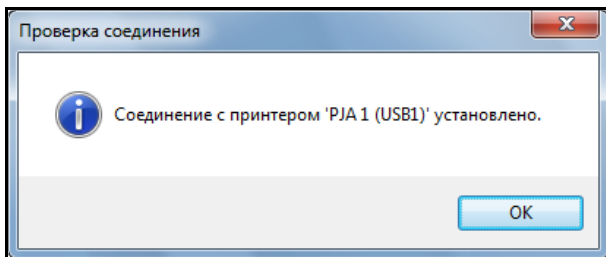 Проверка соединения
Соединение с принтером 'PJA 1 (USB1)' установлено.
OK